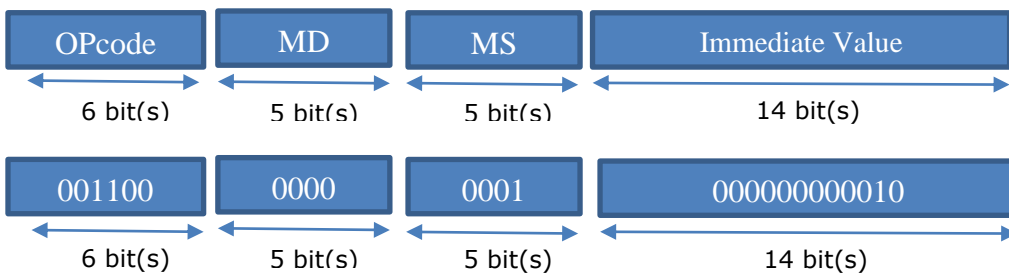 OPcode MD MS Immediate Value
6 bit(s) 5 bit(s) 5 bit(s) 14 bit(s)
001100 0000 0001 000000000010
6 bit(s) 5 bit(s) 5 bit(s) 14 bit(s)